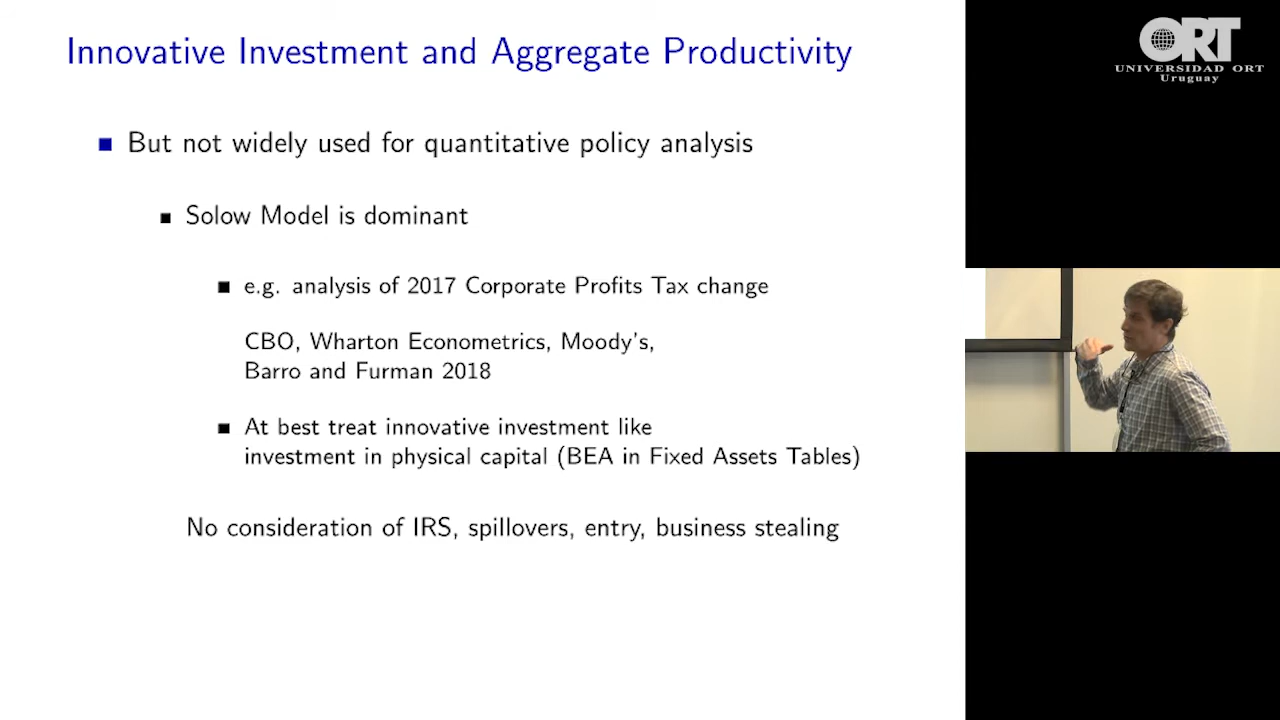 Innovative Investment and Aggregate Productivity
But not widely used for quantitative policy analysis
Solow Model is dominant
e.g. analysis of 2017 Corporate Profits Tax change
CBO, Wharton Econometrics, Moody's,
Barro and Furman 2018
At best treat innovative investment like
investment in physical capital (BEA in Fixed Assets Tables)
No consideration of IRS, spillovers, entry, business stealing
ORT
UNIVERSIDAD ORT
Uruguay